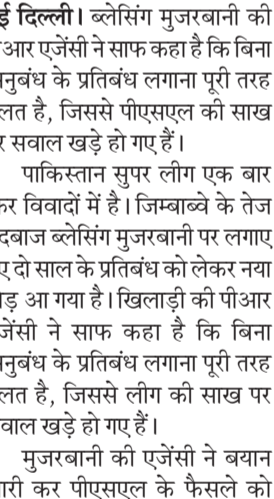 ई दिल्ली। ब्लेसिंग मुजरबानी की
आर एजेंसी ने साफ कहा है कि बिना
नुबंध के प्रतिबंध लगाना पूरी तरह
लत है, जिससे पीएसएल की साख
र सवाल खड़े हो गए हैं।
पाकिस्तान सुपर लीग एक बार
कर विवादों में है। जिम्बाब्वे के तेज
दबाज ब्लेसिंग मुजरबानी पर लगाए
ए दो साल के प्रतिबंध को लेकर नया
ड़ आ गया है। खिलाड़ी की पीआर
जेंसी ने साफ कहा है कि बिना
नुबंध के प्रतिबंध लगाना पूरी तरह
लत है, जिससे लीग की साख पर
वाल खड़े हो गए हैं।
मुजरबानी की एजेंसी ने बयान
ारी कर पीएसएल के फैसले को